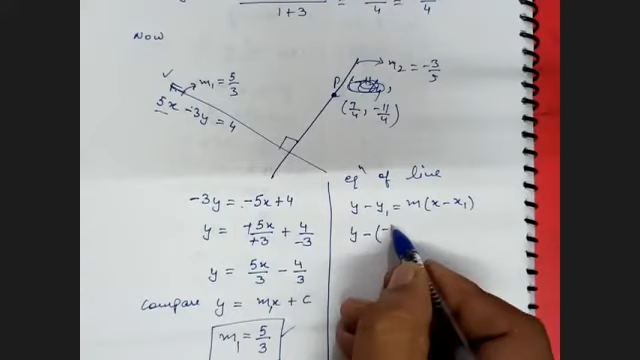 1+3 4 4
Now
m₁ = 5/3
5x - 3y = 4
m₂ = -3/5
P
(7/4, -11/4)
-3y = -5x + 4
y = +5x/+3 + 4/-3
y = 5x/3 - 4/3
Compare y = m₁x + c
m₁ = 5/3
eqⁿ of line
y - y₁ = m(x - x₁)
y - (-